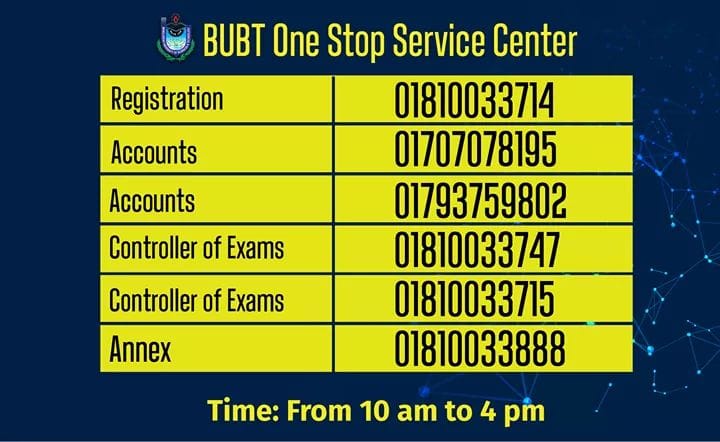 BUBT One Stop Service Center
Registration 01810033714
Accounts 01707078195
Accounts 01793759802
Controller of Exams 01810033747
Controller of Exams 01810033715
Annex 01810033888
Time: From 10 am to 4 pm